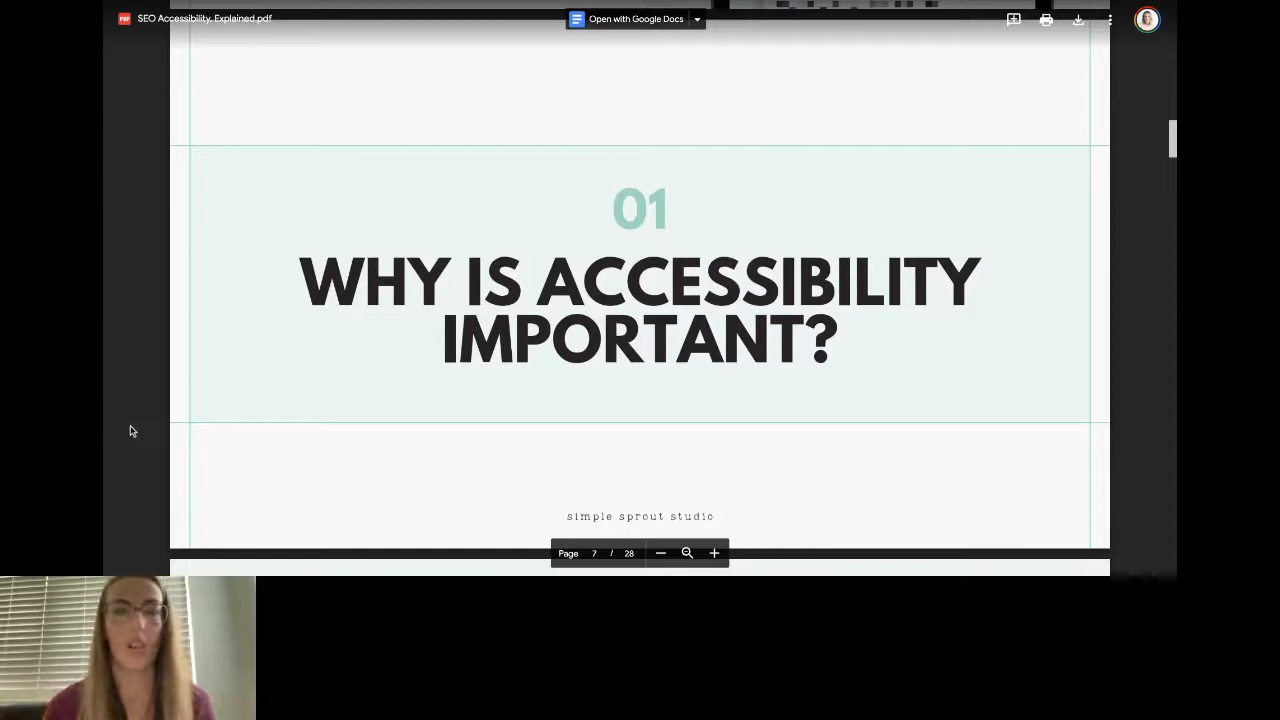 SEO Accessibility, Explained.pdf
Open with Google Docs
01
WHY IS ACCESSIBILITY
IMPORTANT?
simple sprout studio
Page 7 / 28